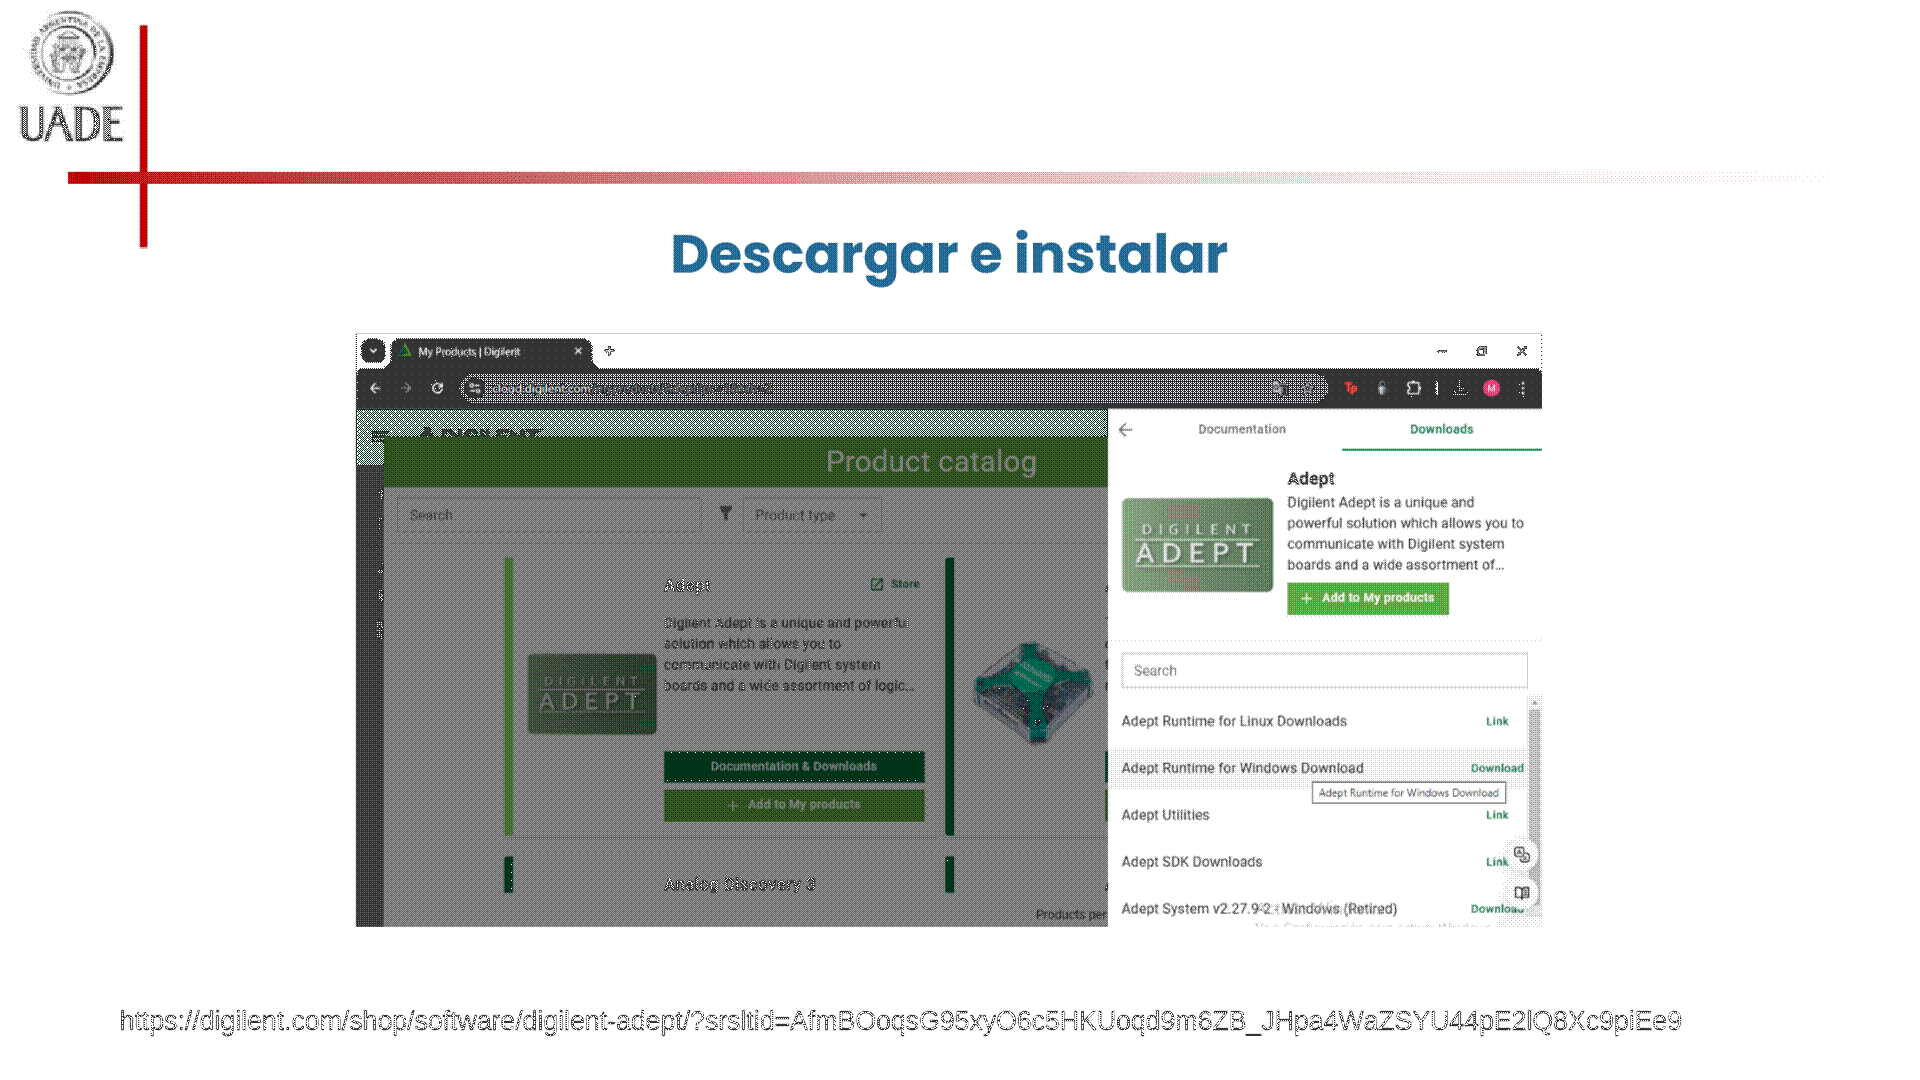 UADE
Descargar e instalar
My Products | Digilent
cloud.digilent.com
Product catalog
Search
Product type
Adept
Store
Digilent Adept is a unique and powerful
solution which allows you to
communicate with Digilent system
boards and a wide assortment of logic...
DIGILENT
ADEPT
Documentation & Downloads
+ Add to My products
Analog Discovery 2
Products per
Documentation
Downloads
Adept
Digilent Adept is a unique and
powerful solution which allows you to
communicate with Digilent system
boards and a wide assortment of...
DIGILENT
ADEPT
+ Add to My products
Search
Adept Runtime for Linux Downloads Link
Adept Runtime for Windows Download Download
Adept Runtime for Windows Download
Adept Utilities Link
Adept SDK Downloads Link
Adept System v2.27.9-2 - Windows (Retired) Download
https://digilent.com/shop/software/digilent-adept/?srsltid=AfmBOoqsG95xyO6c5HKUoqd9m6ZB_JHpa4WaZSYU44pE2lQ8Xc9piEe9